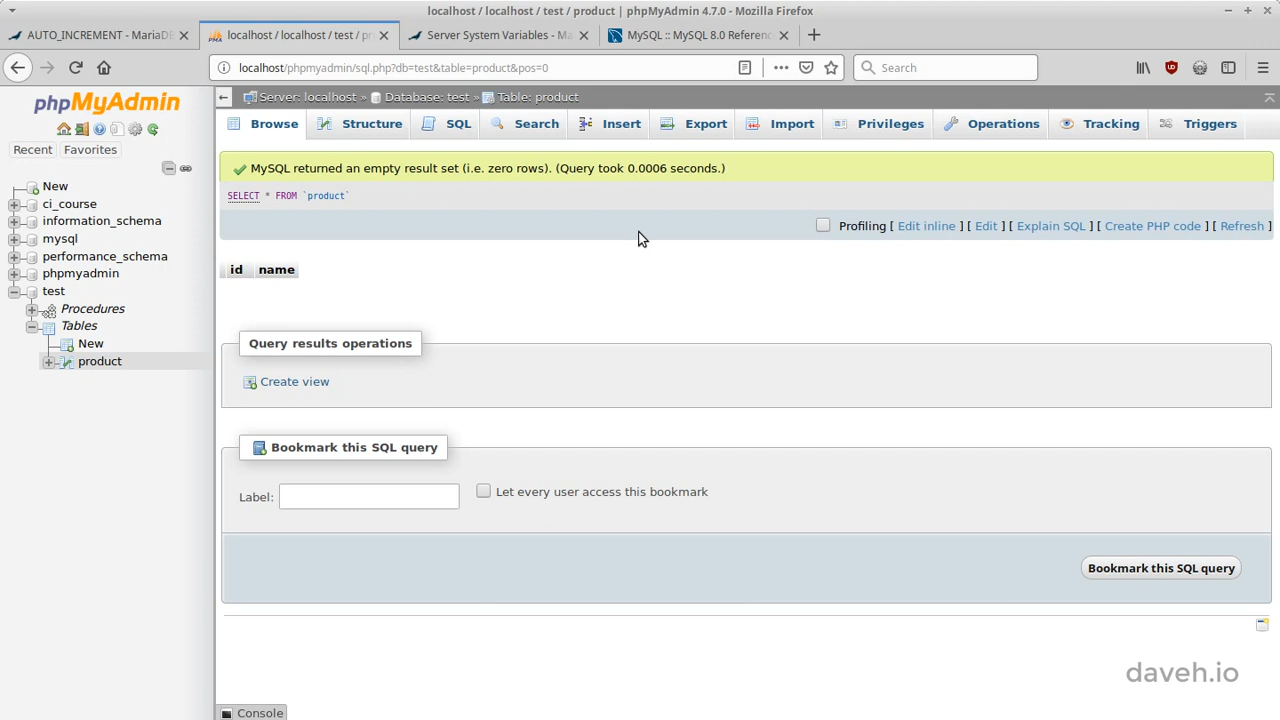 localhost / localhost / test / product | phpMyAdmin 4.7.0 - Mozilla Firefox
AUTO_INCREMENT - MariaDB
localhost / localhost / test / pr
Server System Variables - Ma
MySQL :: MySQL 8.0 Referenc
localhost/phpmyadmin/sql.php?db=test&table=product&pos=0
Search
phpMyAdmin
Recent
Favorites
New
ci_course
information_schema
mysql
performance_schema
phpmyadmin
test
Procedures
Tables
New
product
Server: localhost » Database: test » Table: product
Browse
Structure
SQL
Search
Insert
Export
Import
Privileges
Operations
Tracking
Triggers
MySQL returned an empty result set (i.e. zero rows). (Query took 0.0006 seconds.)
SELECT * FROM `product`
Profiling [ Edit inline ] [ Edit ] [ Explain SQL ] [ Create PHP code ] [ Refresh ]
id name
Query results operations
Create view
Bookmark this SQL query
Label:
Let every user access this bookmark
Bookmark this SQL query
Console
daveh.io